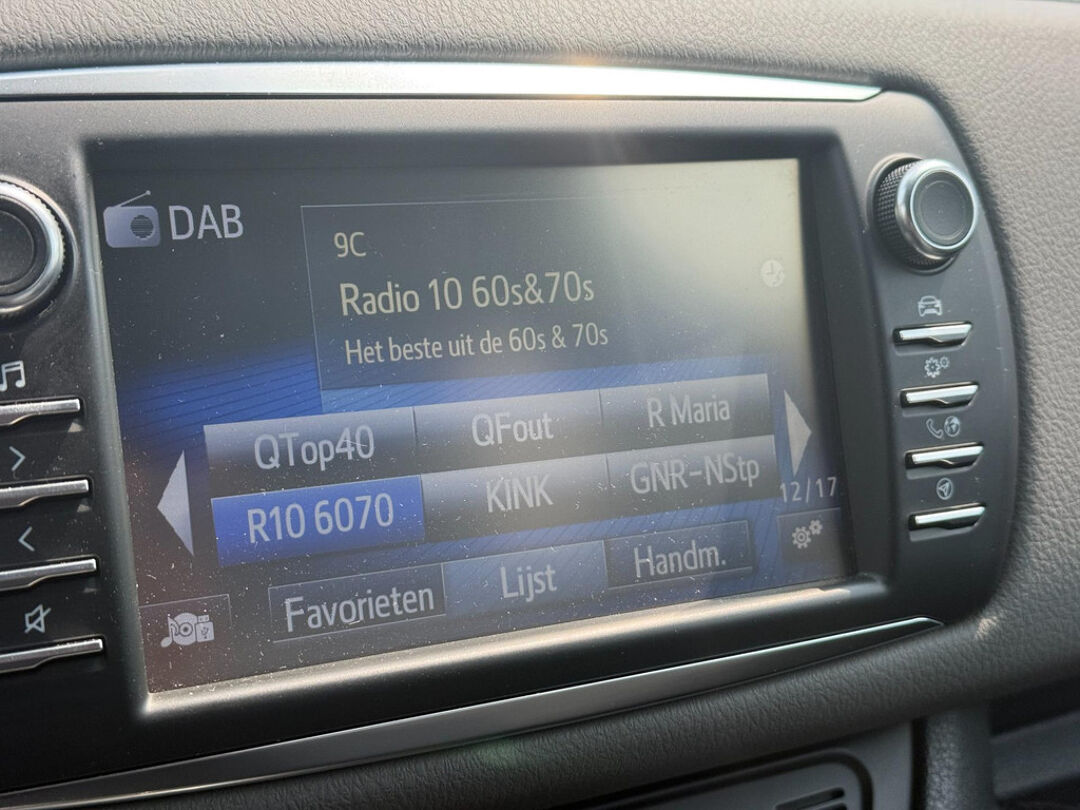 DAB
9C
Radio 10 60s&70s
Het beste uit de 60s & 70s
QTop40 QFout R Maria
R10 6070 KINK GNR-NStp
12/17
Favorieten Lijst Handm.